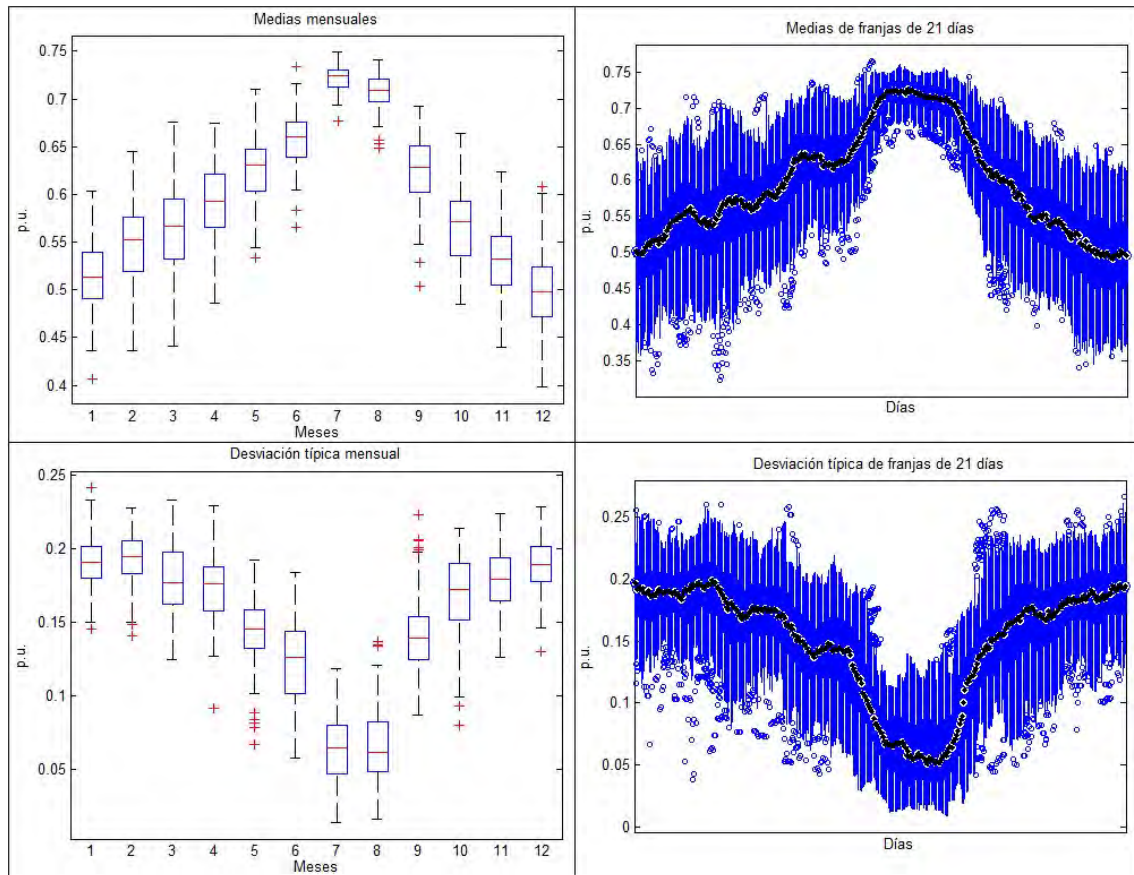 Medias mensuales
p.u.
0.75
0.7
0.65
0.6
0.55
0.5
0.45
0.4
1 2 3 4 5 6 7 8 9 10 11 12
Meses
Medias de franjas de 21 días
p.u.
0.75
0.7
0.65
0.6
0.55
0.5
0.45
0.4
0.35
Días
Desviación típica mensual
p.u.
0.25
0.2
0.15
0.1
0.05
1 2 3 4 5 6 7 8 9 10 11 12
Meses
Desviación típica de franjas de 21 días
p.u.
0.25
0.2
0.15
0.1
0.05
0
Días